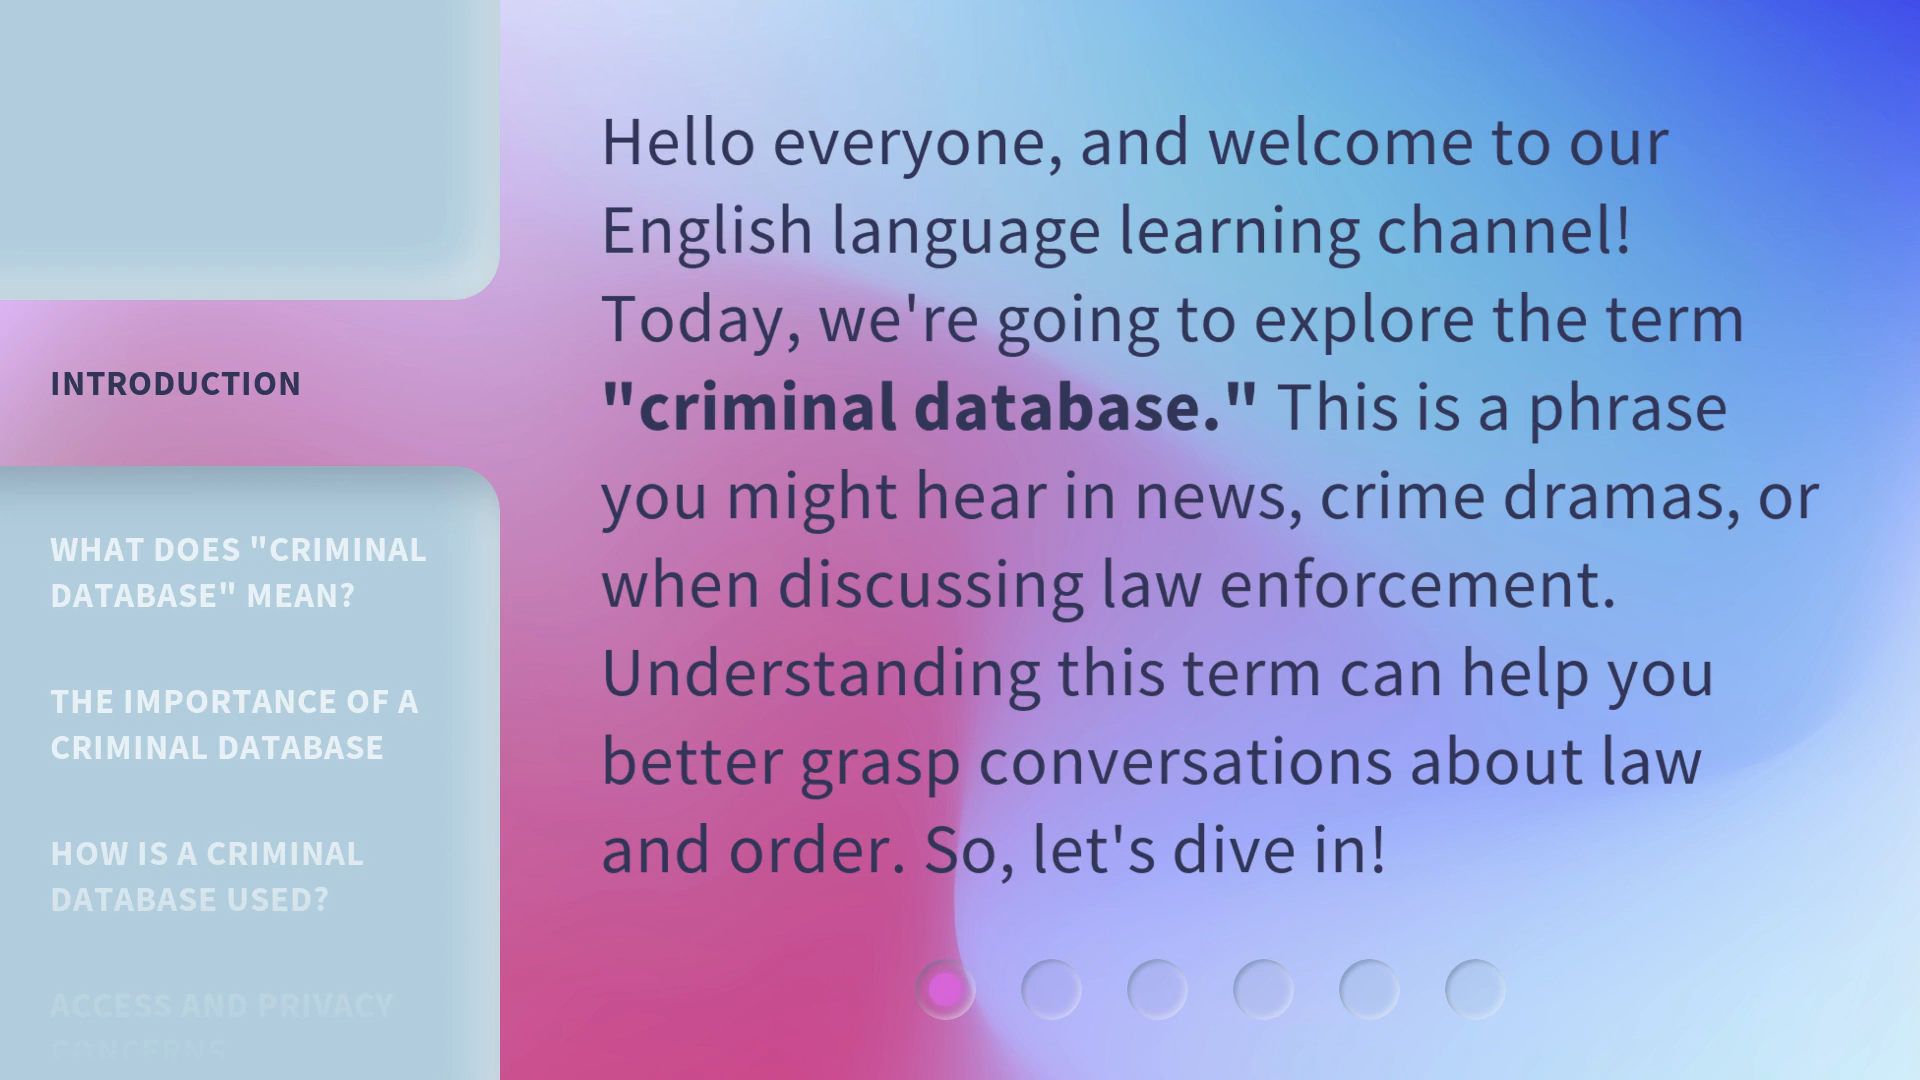 INTRODUCTION
WHAT DOES "CRIMINAL
DATABASE" MEAN?
THE IMPORTANCE OF A
CRIMINAL DATABASE
HOW IS A CRIMINAL
DATABASE USED?
ACCESS AND PRIVACY
CONCERNS
Hello everyone, and welcome to our
English language learning channel!
Today, we're going to explore the term
"criminal database." This is a phrase
you might hear in news, crime dramas, or
when discussing law enforcement.
Understanding this term can help you
better grasp conversations about law
and order. So, let's dive in!